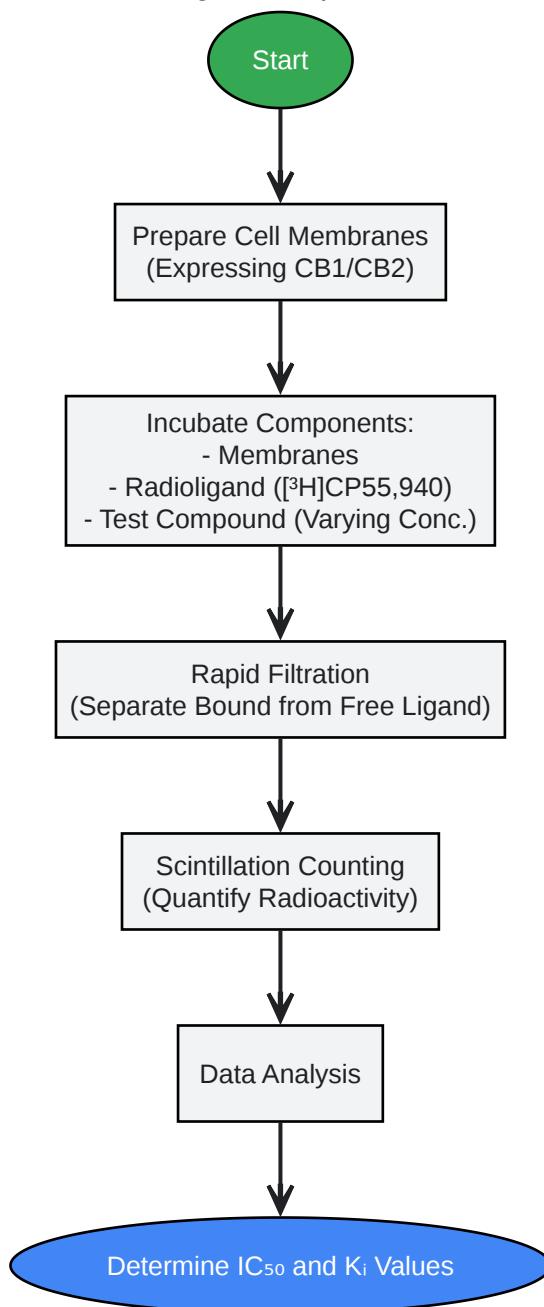 Start
Prepare Cell Membranes
(Expressing CB1/CB2)
Incubate Components:
- Membranes
- Radioligand ([³H]CP55,940)
- Test Compound (Varying Conc.)
Rapid Filtration
(Separate Bound from Free Ligand)
Scintillation Counting
(Quantify Radioactivity)
Data Analysis
Determine IC₅₀ and Kᵢ Values